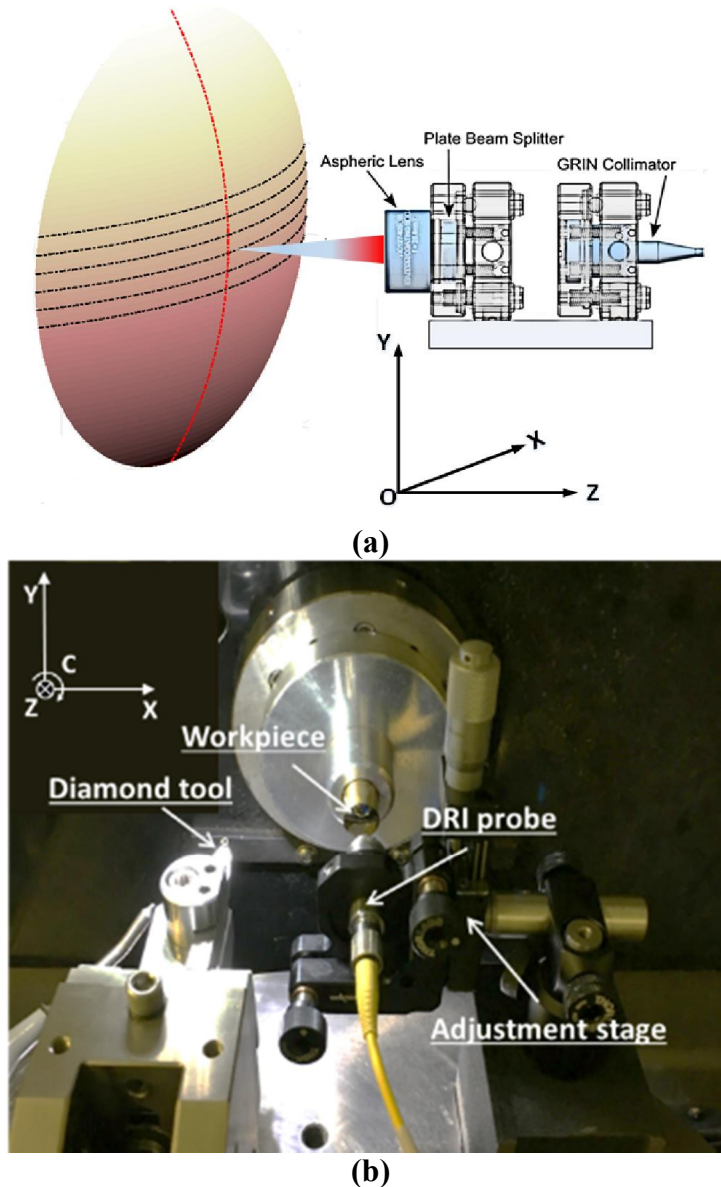 Plate Beam Splitter
Aspheric Lens
GRIN Collimator
Y
X
O
Z
(a)
Y
C
Z
X
Workpiece
Diamond tool
DRI probe
Adjustment stage
(b)